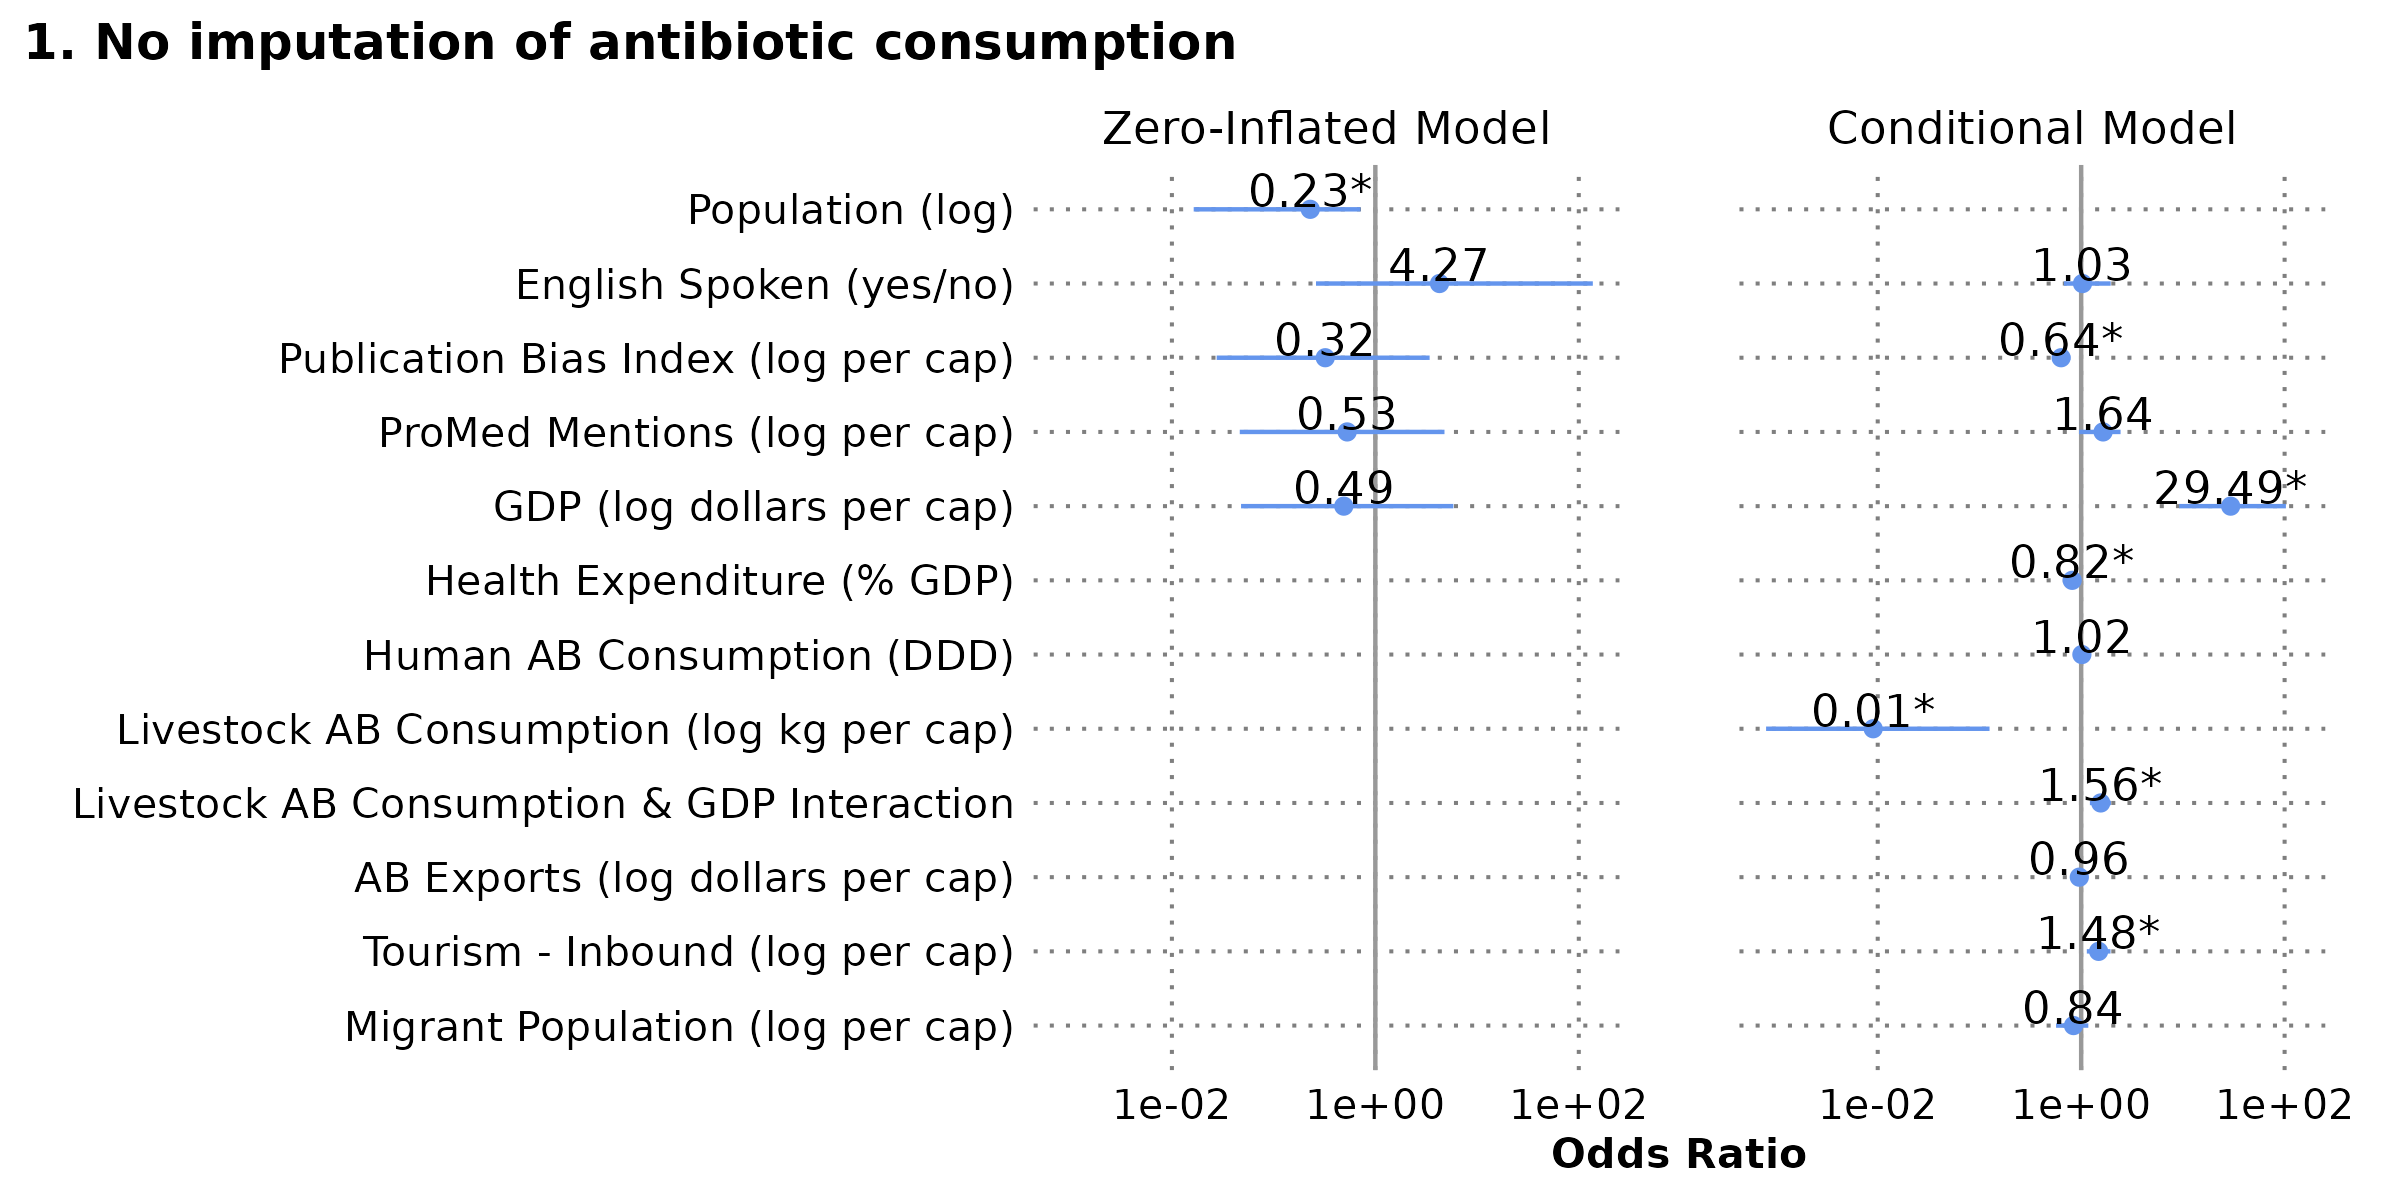 1. No imputation of antibiotic consumption
Zero-Inflated Model
Conditional Model
Population (log)
0.23*
English Spoken (yes/no)
4.27
1.03
Publication Bias Index (log per cap)
0.32
0.64*
ProMed Mentions (log per cap)
0.53
1.64
GDP (log dollars per cap)
0.49
29.49*
Health Expenditure (% GDP)
0.82*
Human AB Consumption (DDD)
1.02
Livestock AB Consumption (log kg per cap)
0.01*
Livestock AB Consumption & GDP Interaction
1.56*
AB Exports (log dollars per cap)
0.96
Tourism - Inbound (log per cap)
1.48*
Migrant Population (log per cap)
0.84
1e-02 1e+00 1e+02 1e-02 1e+00 1e+02
Odds Ratio